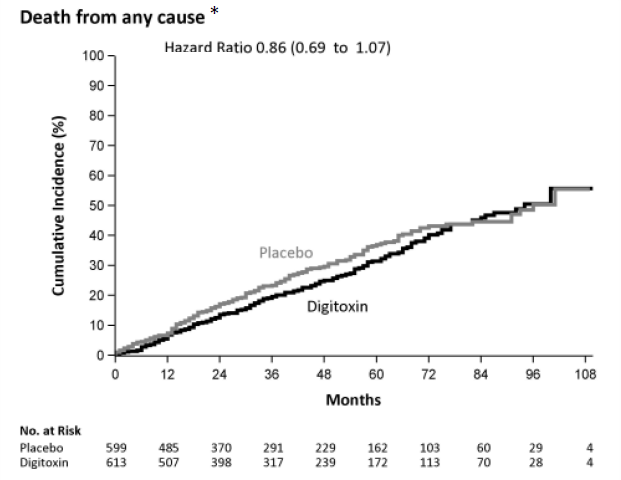 Death from any cause *
Hazard Ratio 0.86 (0.69 to 1.07)
Cumulative Incidence (%)
100
90
80
70
60
50
40
30
20
10
0
Placebo
Digitoxin
0 12 24 36 48 60 72 84 96 108
Months
No. at Risk
Placebo 599 485 370 291 229 162 103 60 29 4
Digitoxin 613 507 398 317 239 172 113 70 28 4